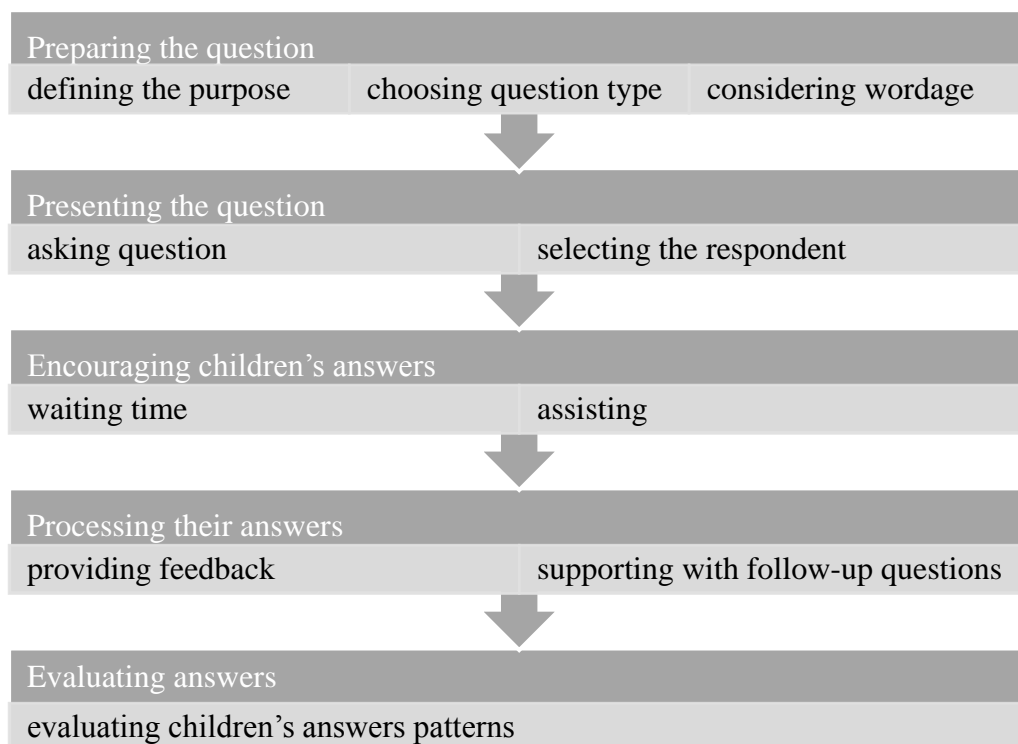 Preparing the question
defining the purpose choosing question type considering wordage
Presenting the question
asking question selecting the respondent
Encouraging children’s answers
waiting time assisting
Processing their answers
providing feedback supporting with follow-up questions
Evaluating answers
evaluating children’s answers patterns